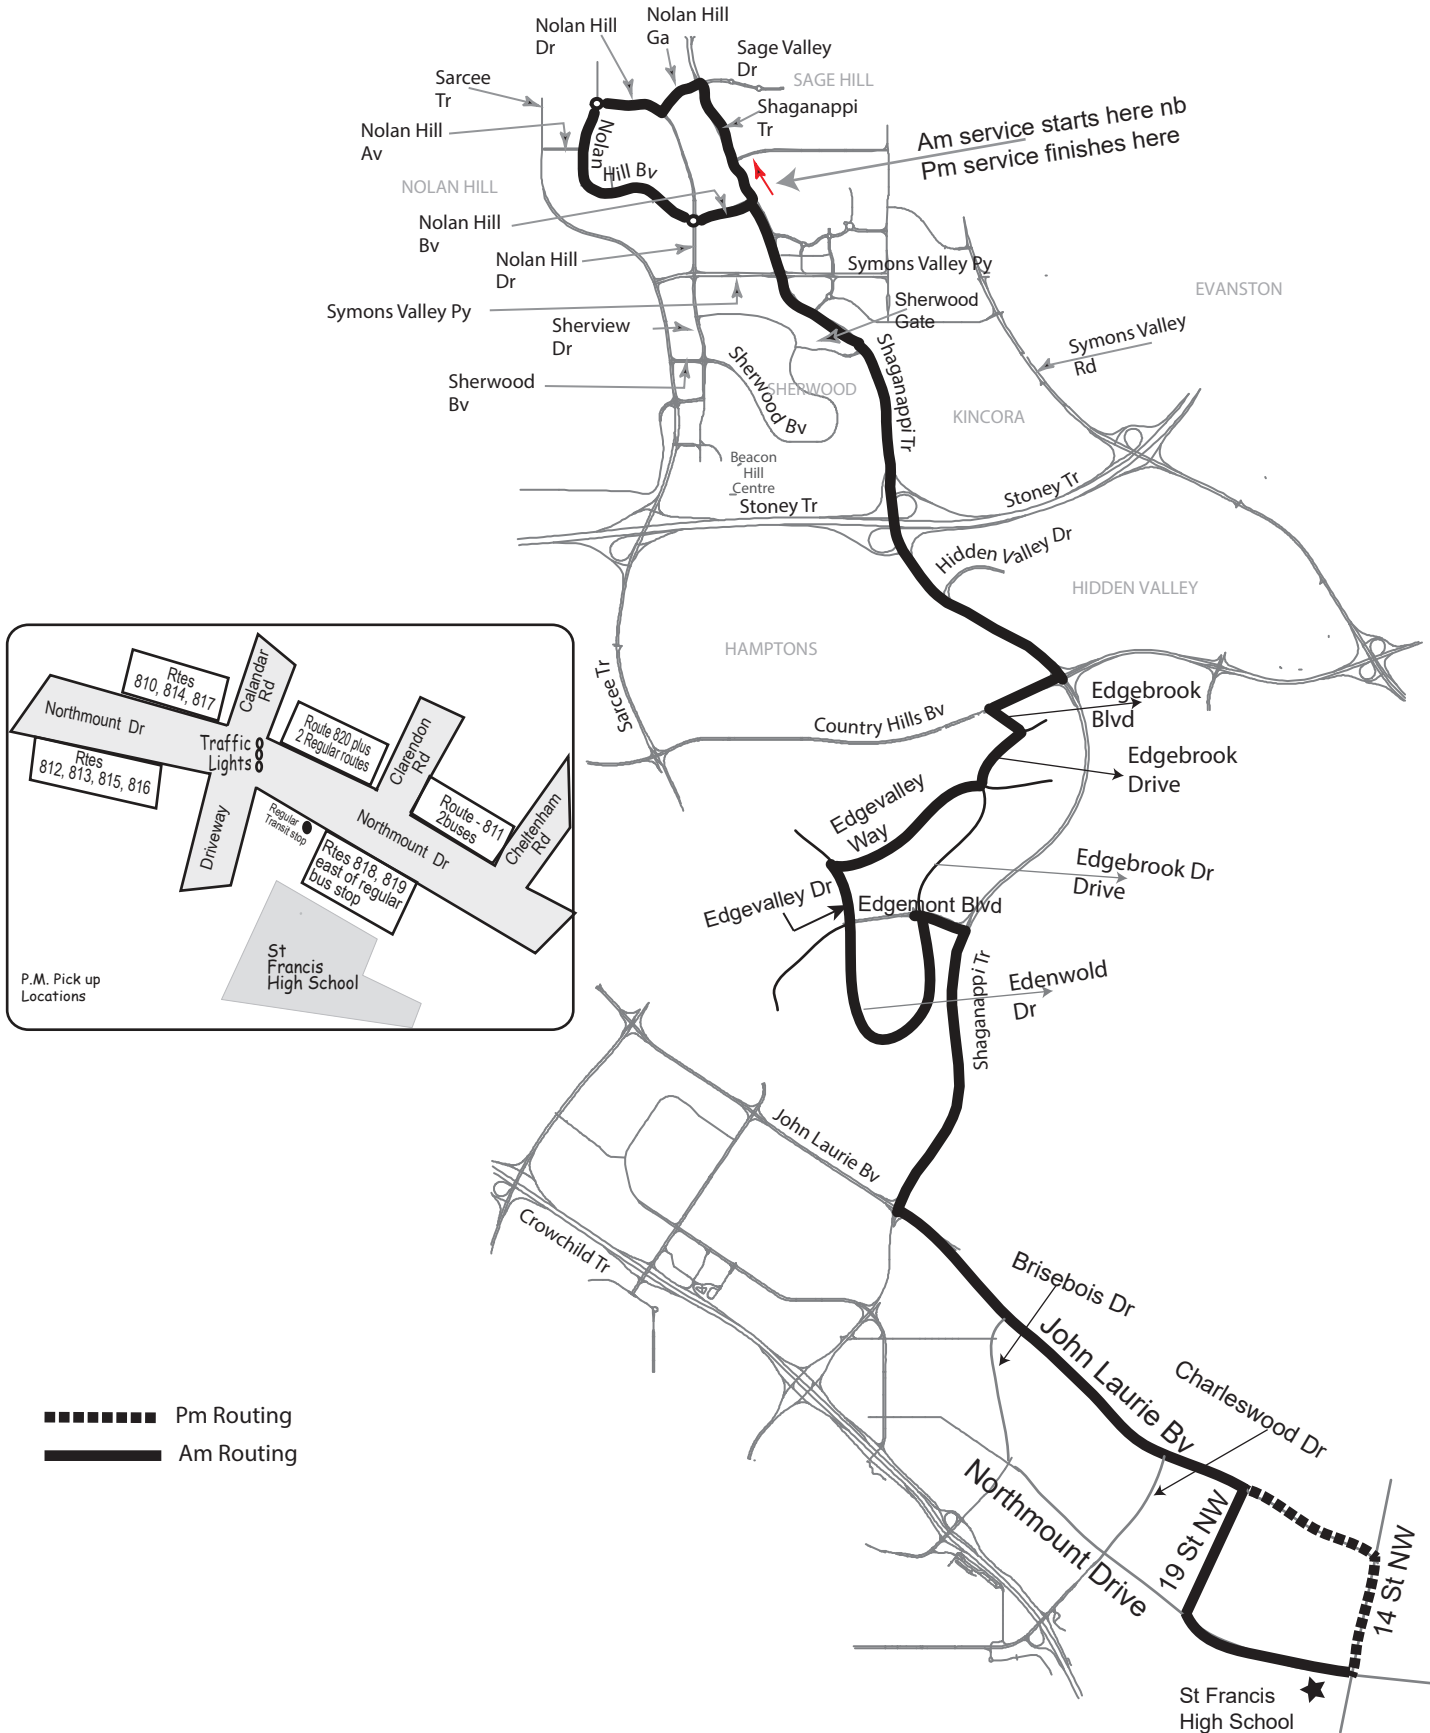 Nolan Hill
Dr
Nolan Hill
Ga
Sage Valley
Dr
SAGE HILL
Sarcee
Tr
Shaganappi
Tr
Nolan Hill
Av
Am service starts here nb
Pm service finishes here
Nolan
Hill Bv
NOLAN HILL
Nolan Hill
Bv
Nolan Hill
Dr
Symons Valley Py
EVANSTON
Symons Valley Py
Sherwood
Gate
Sherview
Dr
Symons Valley
Rd
Shaganappi Tr
Sherwood
Bv
Sherwood Bv
SHERWOOD
KINCORA
Beacon
Hill
Centre
Stoney Tr
Stoney Tr
Hidden Valley Dr
HIDDEN VALLEY
HAMPTONS
Sarcee Tr
Country Hills Bv
Edgebrook
Blvd
Edgebrook
Drive
Edgevalley
Way
Edgebrook Dr
Drive
Edgevalley Dr
Edgemont Blvd
Shaganappi Tr
Edenwold
Dr
Rtes
810, 814, 817
Calandar
Rd
Northmount Dr
Traffic
Lights
Route 820 plus
2 Regular routes
Clarendon
Rd
Rtes
812, 813, 815, 816
Driveway
Regular
Transit stop
Northmount Dr
Route - 811
2buses
Cheltenham
Rd
Rtes 818, 819
east of regular
bus stop
St
Francis
High School
P.M. Pick up
Locations
John Laurie Bv
Crowchild Tr
Brisebois Dr
John Laurie Bv
Charleswood Dr
Pm Routing
Am Routing
Northmount Drive
19 St NW
14 St NW
St Francis
High School